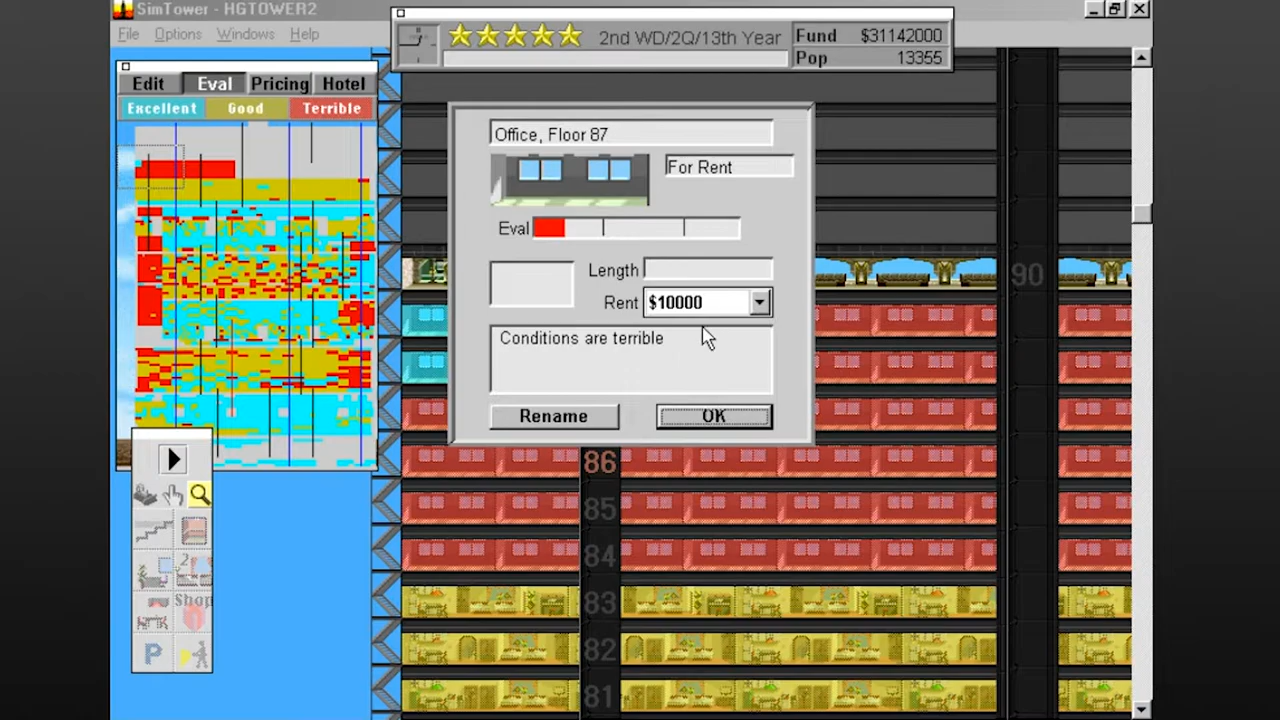 SimTower - HGTOWER2
File Options Windows Help
2nd WD/2Q/13th Year
Fund $31142000
Pop 13355
Edit Eval Pricing Hotel
Excellent Good Terrible
Office, Floor 87
For Rent
Eval
Length
Rent $10000
Conditions are terrible
Rename OK
90
86
85
84
83
82
81
2
Shop
P